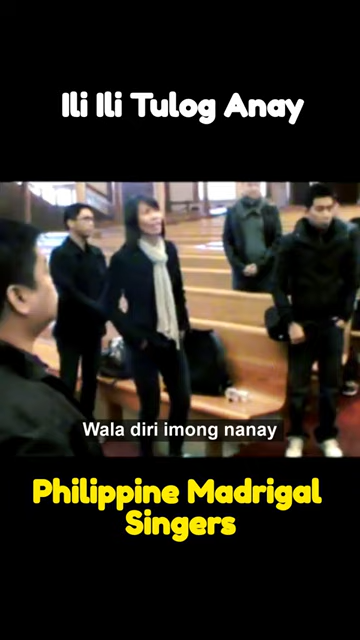 Ili Ili Tulog Anay
Wala diri imong nanay
Philippine Madrigal
Singers